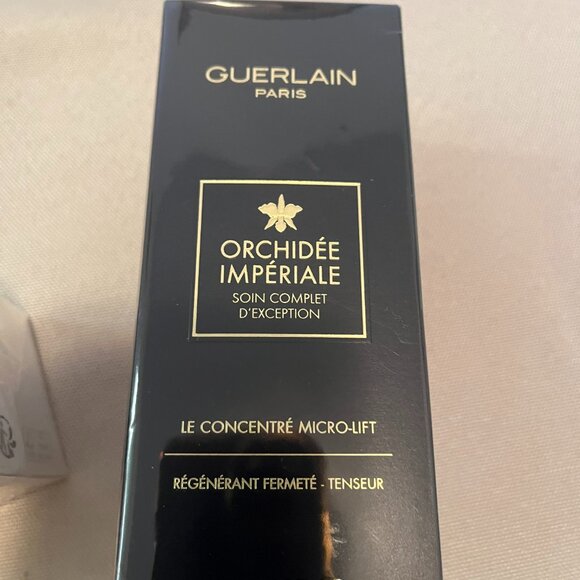 GUERLAIN
PARIS
ORCHIDÉE
IMPÉRIALE
SOIN COMPLET
D'EXCEPTION
LE CONCENTRÉ MICRO-LIFT
RÉGÉNÉRANT FERMETÉ - TENSEUR